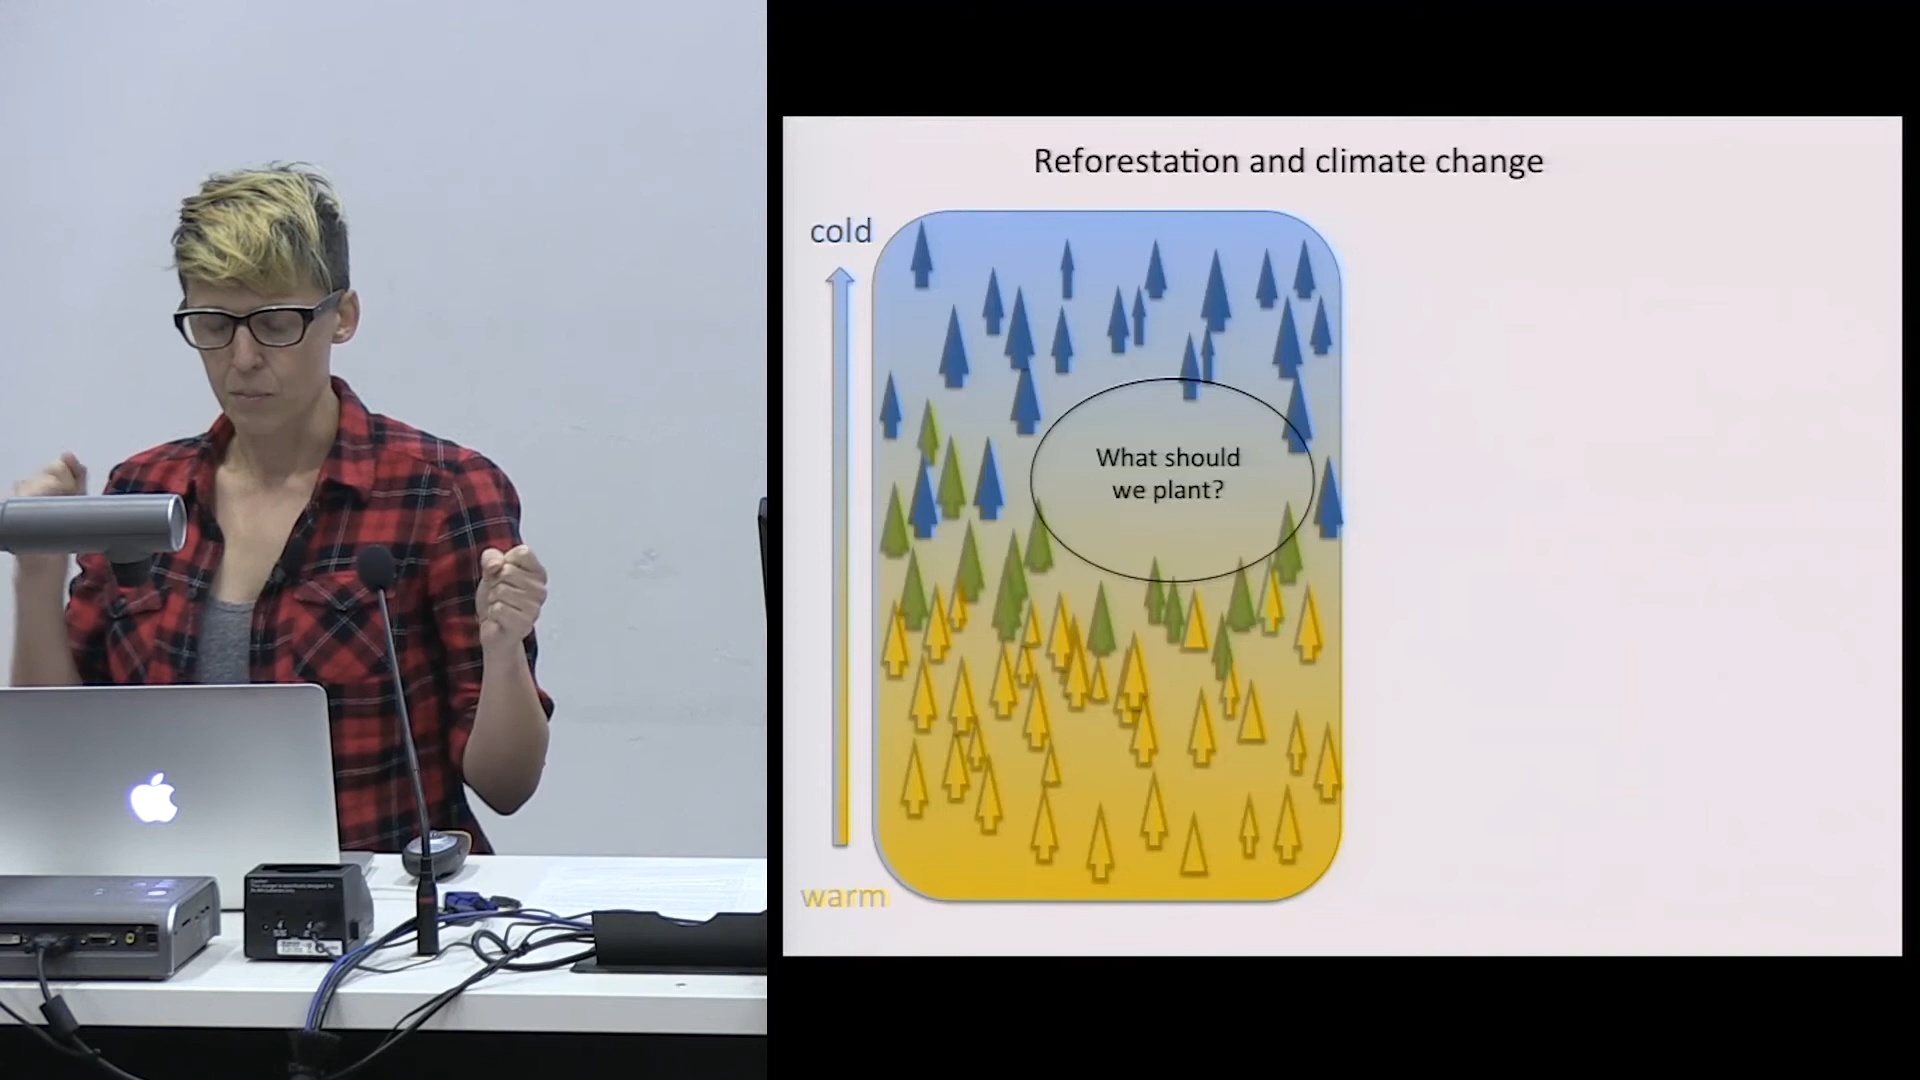 Reforestation and climate change
cold
What should
we plant?
warm